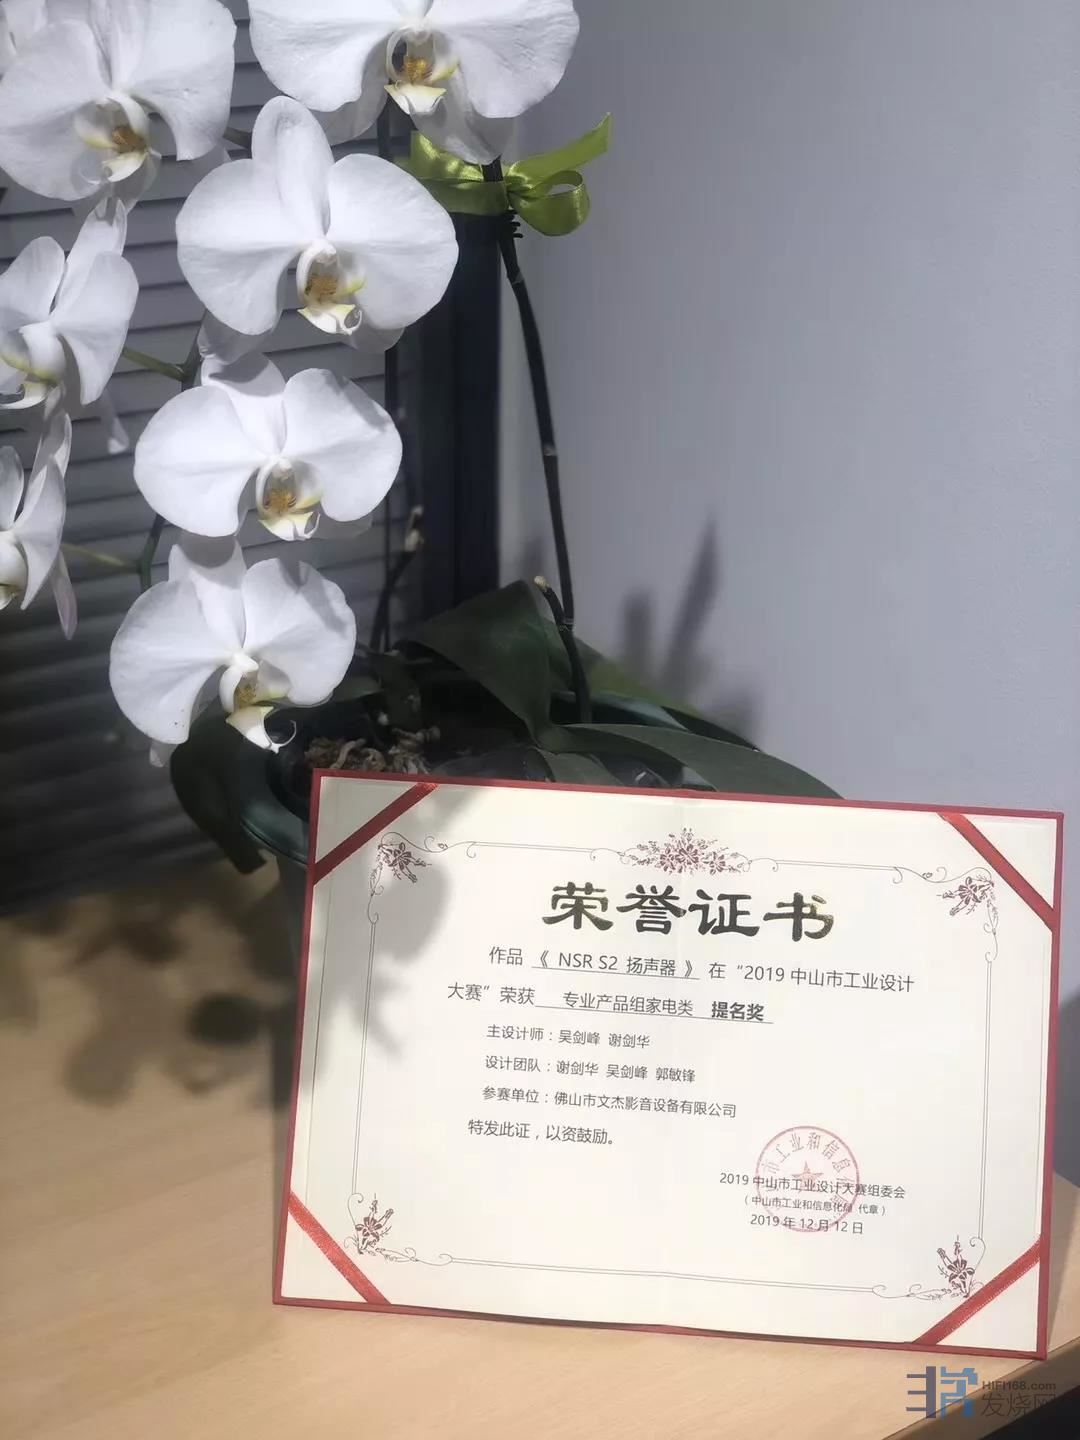 荣誉证书
作品 《 NSR S2 扬声器 》 在“2019 中山市工业设计
大赛”荣获 专业产品组家电类 提名奖
主设计师：吴剑峰 谢剑华
设计团队：谢剑华 吴剑峰 郭敏锋
参赛单位：佛山市文杰影音设备有限公司
特发此证，以资鼓励。
2019 中山市工业设计大赛组委会
（中山市工业和信息化局 代章）
2019 年 12 月 12 日
HIFI168.com
发烧网